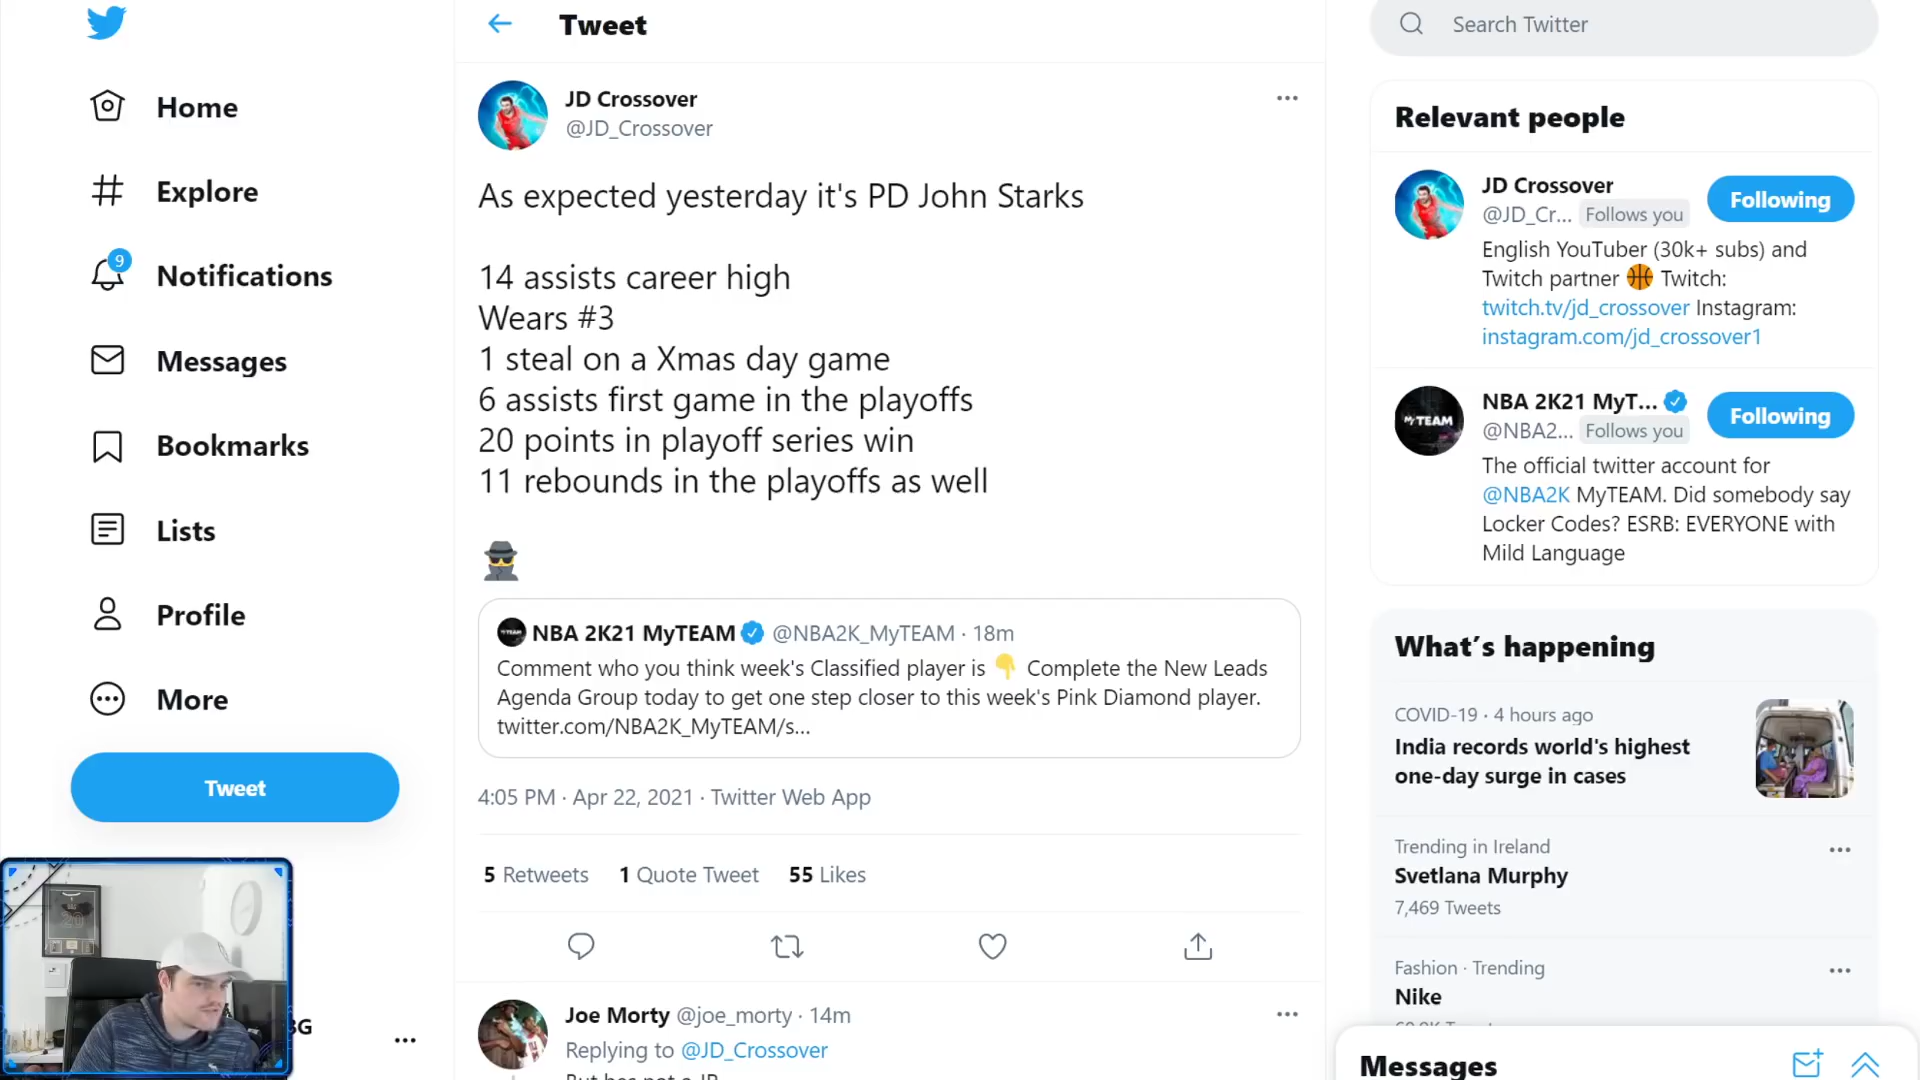 Home
Explore
9
Notifications
Messages
Bookmarks
Lists
Profile
More
Tweet
3G
Tweet
JD Crossover
@JD_Crossover
As expected yesterday it's PD John Starks
14 assists career high
Wears #3
1 steal on a Xmas day game
6 assists first game in the playoffs
20 points in playoff series win
11 rebounds in the playoffs as well
NBA 2K21 MyTEAM @NBA2K_MyTEAM · 18m
Comment who you think week's Classified player is 👇 Complete the New Leads
Agenda Group today to get one step closer to this week's Pink Diamond player.
twitter.com/NBA2K_MyTEAM/s...
4:05 PM · Apr 22, 2021 · Twitter Web App
5 Retweets 1 Quote Tweet 55 Likes
Joe Morty @joe_morty · 14m
Replying to @JD_Crossover
Search Twitter
Relevant people
JD Crossover
@JD_Cr... Follows you
Following
English YouTuber (30k+ subs) and
Twitch partner 🏀 Twitch:
twitch.tv/jd_crossover Instagram:
instagram.com/jd_crossover1
MyTEAM
NBA 2K21 MyT...
@NBA2... Follows you
Following
The official twitter account for
@NBA2K MyTEAM. Did somebody say
Locker Codes? ESRB: EVERYONE with
Mild Language
What's happening
COVID-19 · 4 hours ago
India records world's highest
one-day surge in cases
Trending in Ireland
Svetlana Murphy
7,469 Tweets
Fashion · Trending
Nike
Messages